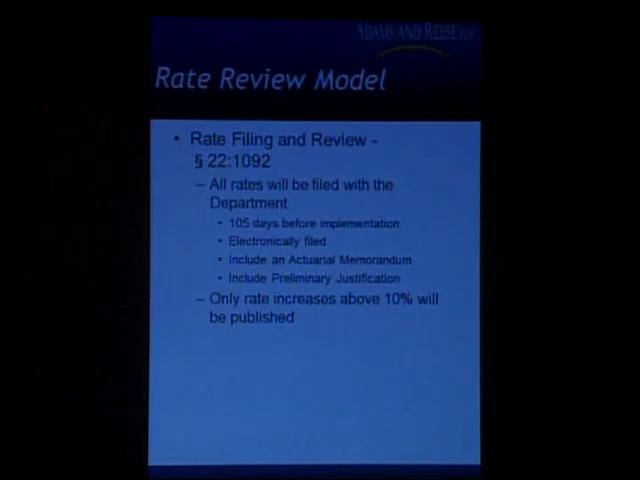 ADAMS AND REESE LLP
Rate Review Model
• Rate Filing and Review -
§ 22:1092
– All rates will be filed with the
Department
• 105 days before implementation
• Electronically filed
• Include an Actuarial Memorandum
• Include Preliminary Justification
– Only rate increases above 10% will
be published